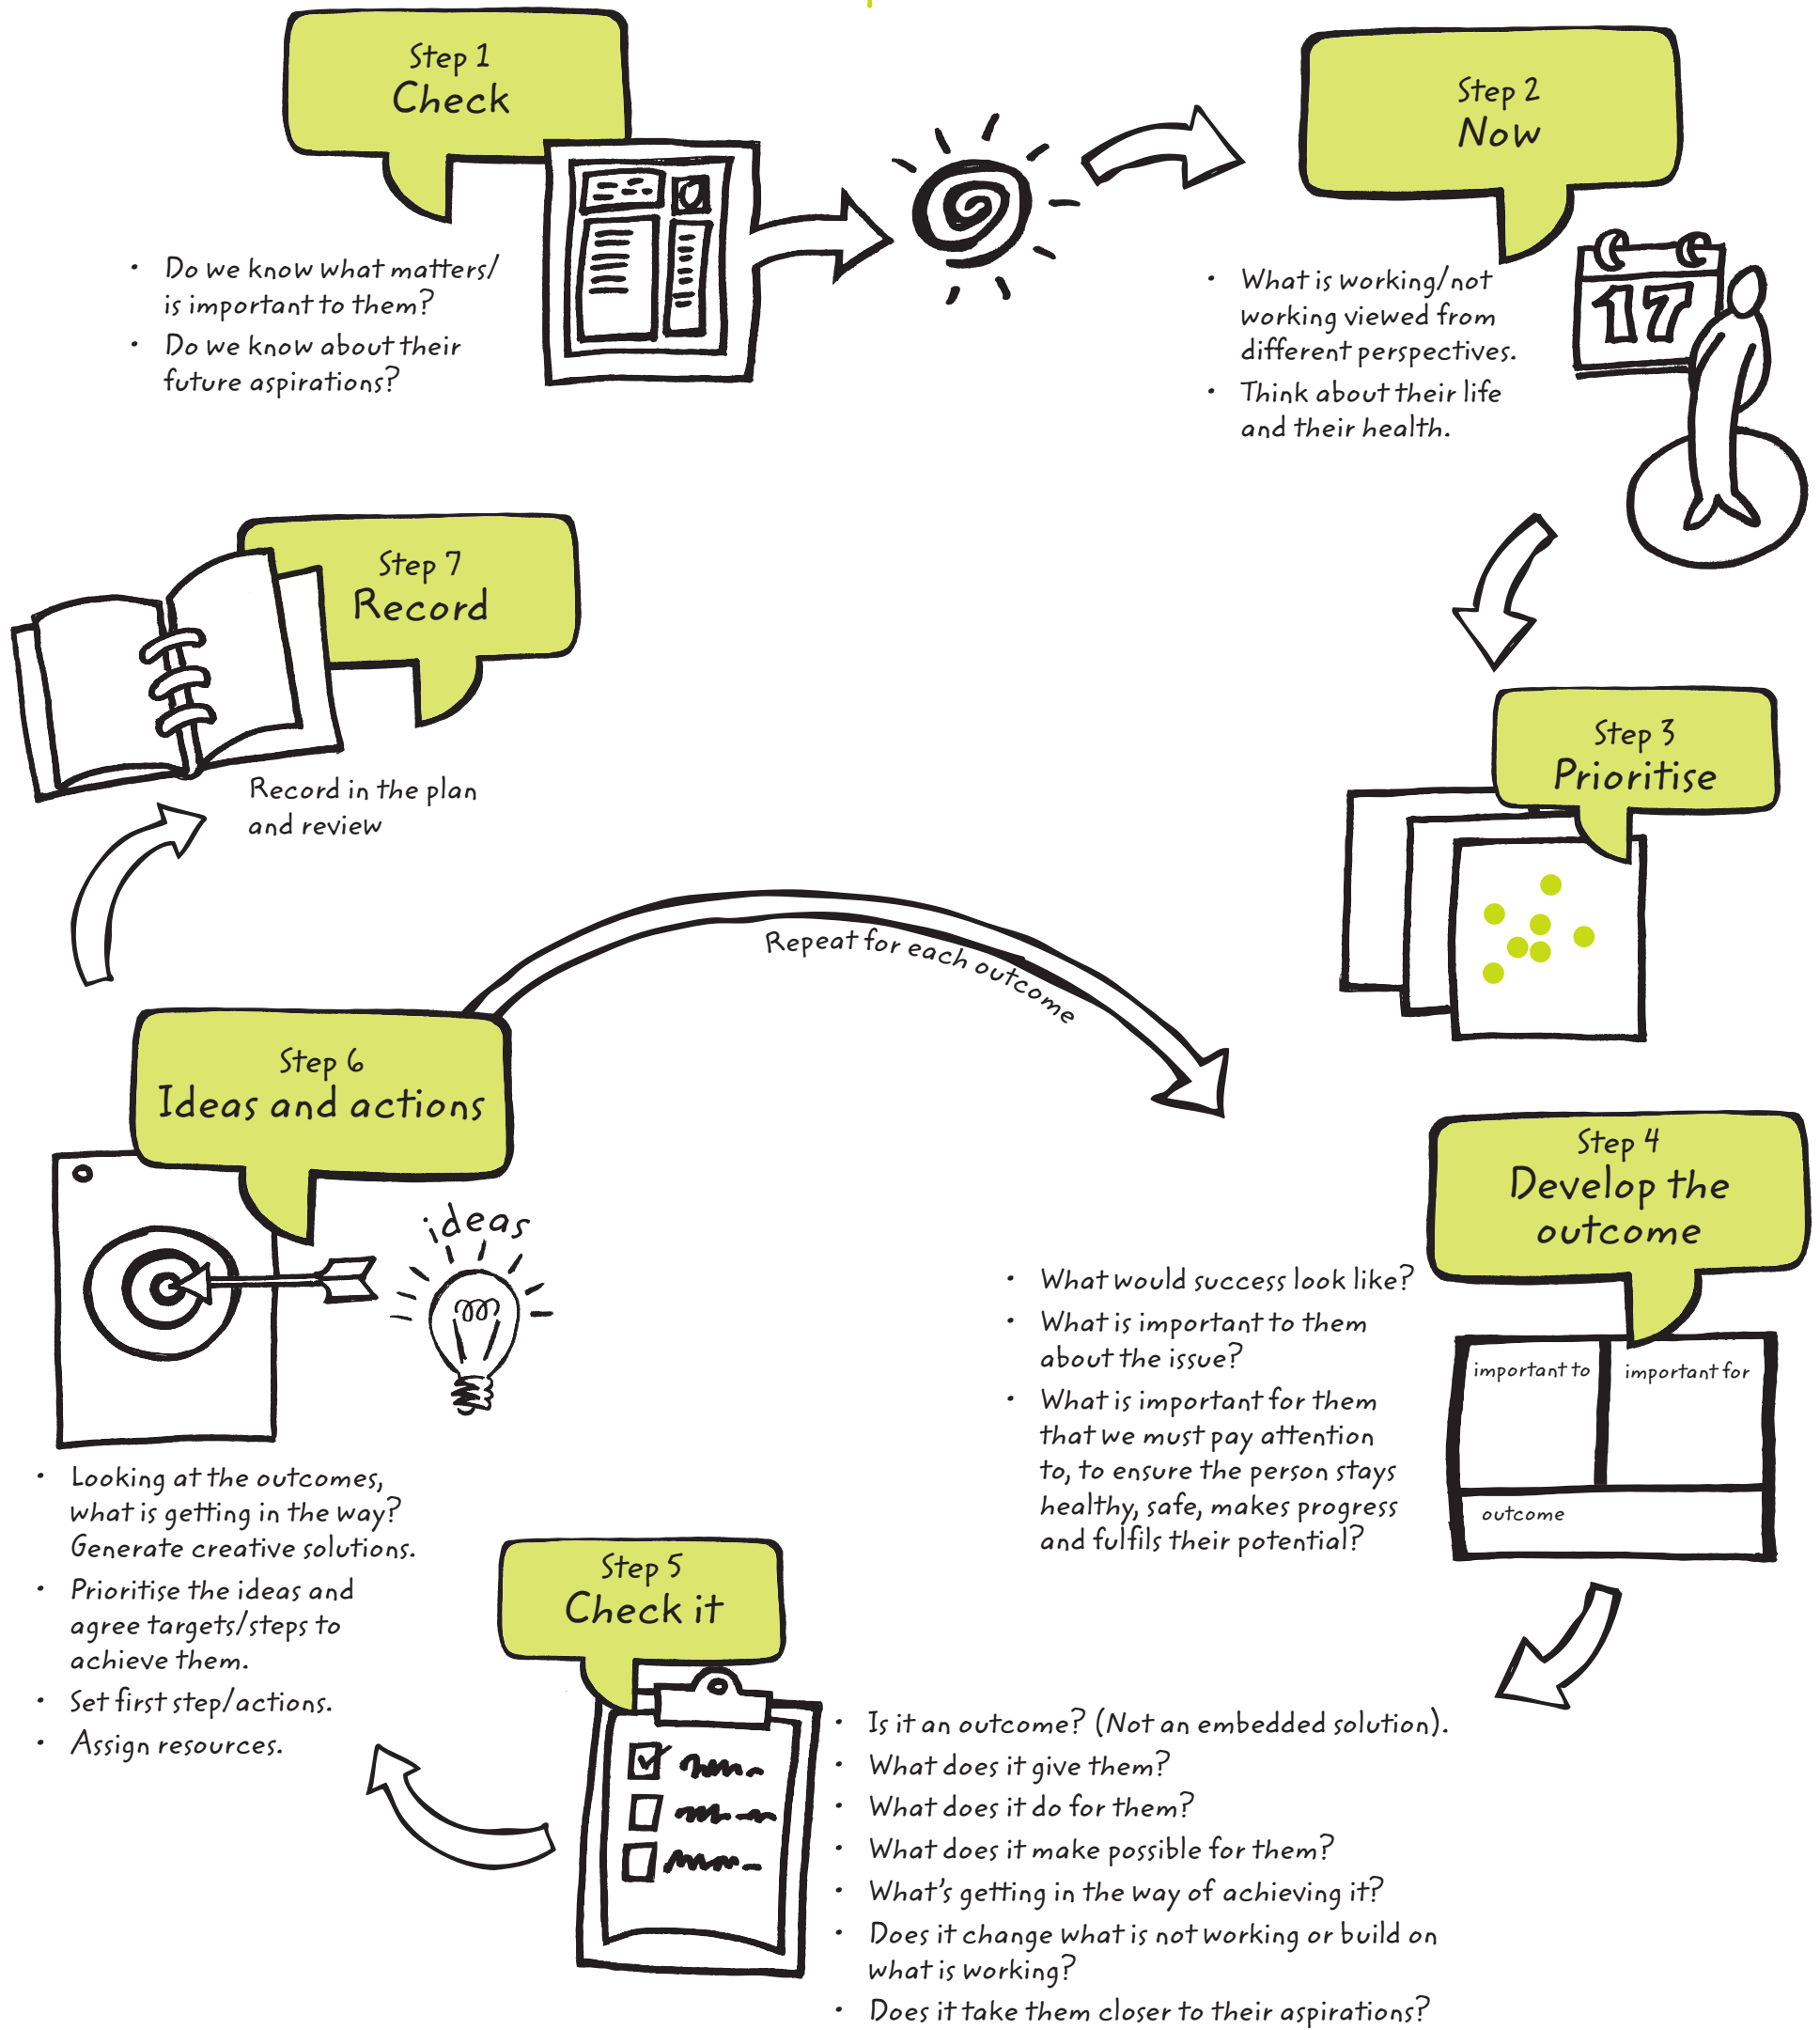 Step 1
Check
• Do we know what matters/
is important to them?
• Do we know about their
future aspirations?
Step 2
Now
• What is working/not
working viewed from
different perspectives.
• Think about their life
and their health.
17
Step 3
Prioritise
Step 4
Develop the
outcome
• What would success look like?
• What is important to them
about the issue?
• What is important for them
that we must pay attention
to, to ensure the person stays
healthy, safe, makes progress
and fulfils their potential?
important to
important for
outcome
Step 5
Check it
• Is it an outcome? (Not an embedded solution).
• What does it give them?
• What does it do for them?
• What does it make possible for them?
• What's getting in the way of achieving it?
• Does it change what is not working or build on
what is working?
• Does it take them closer to their aspirations?
Step 6
Ideas and actions
ideas
• Looking at the outcomes,
what is getting in the way?
Generate creative solutions.
• Prioritise the ideas and
agree targets/steps to
achieve them.
• Set first step/actions.
• Assign resources.
Repeat for each outcome
Step 7
Record
Record in the plan
and review